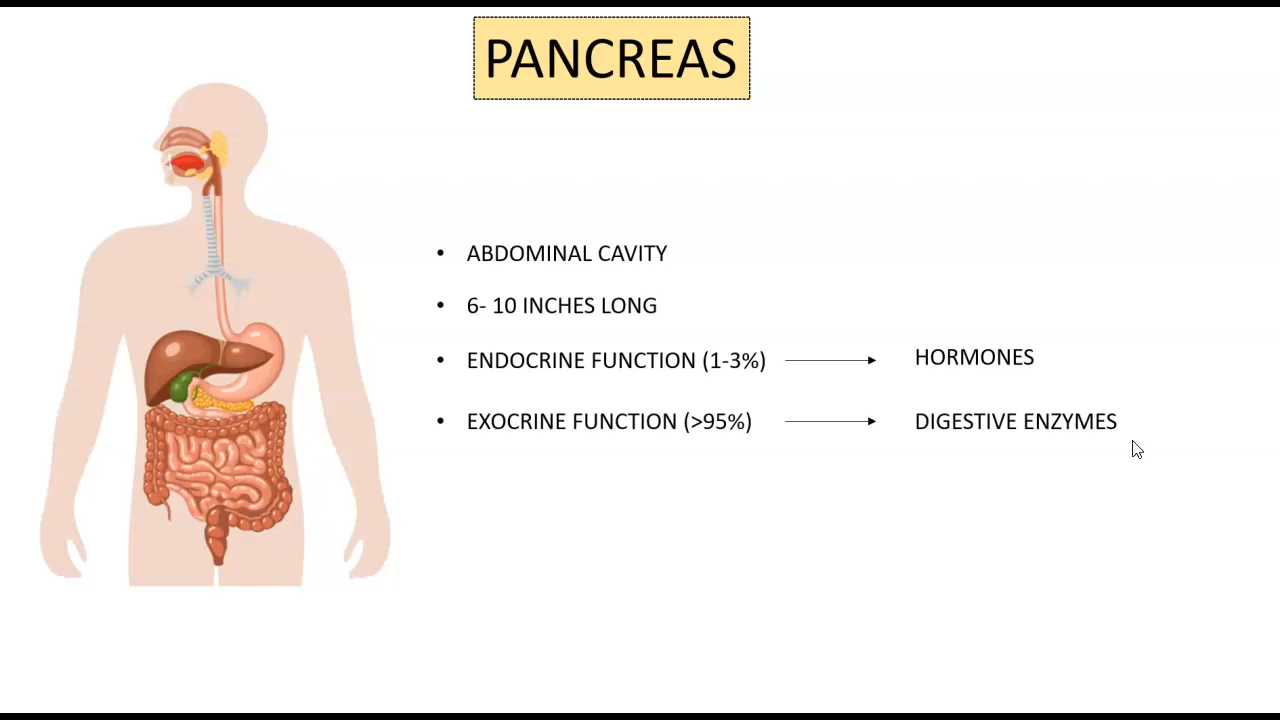 PANCREAS
• ABDOMINAL CAVITY
• 6- 10 INCHES LONG
• ENDOCRINE FUNCTION (1-3%) HORMONES
• EXOCRINE FUNCTION (>95%) DIGESTIVE ENZYMES